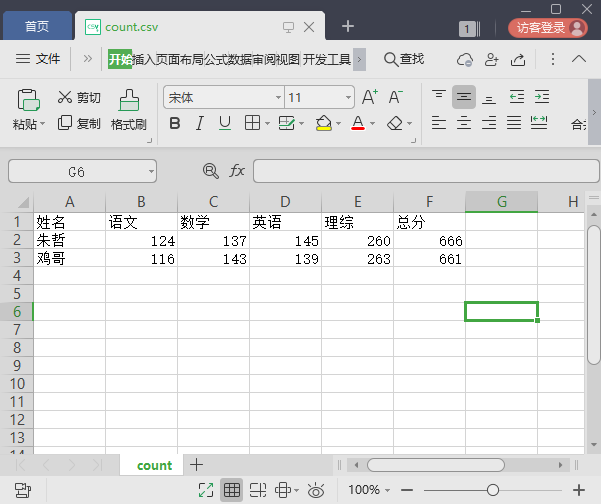 首页 count.csv 1 访客登录
文件 开始 插入 页面布局 公式 数据 审阅 视图 开发工具 查找
剪切 宋体 11 A+ A-
粘贴 复制 格式刷 B I U A 合并
G6 fx
A B C D E F G H
1 姓名 语文 数学 英语 理综 总分
2 朱哲 124 137 145 260 666
3 鸡哥 116 143 139 263 661
4
5
6
7
8
9
10
11
12
13
14
count
100%